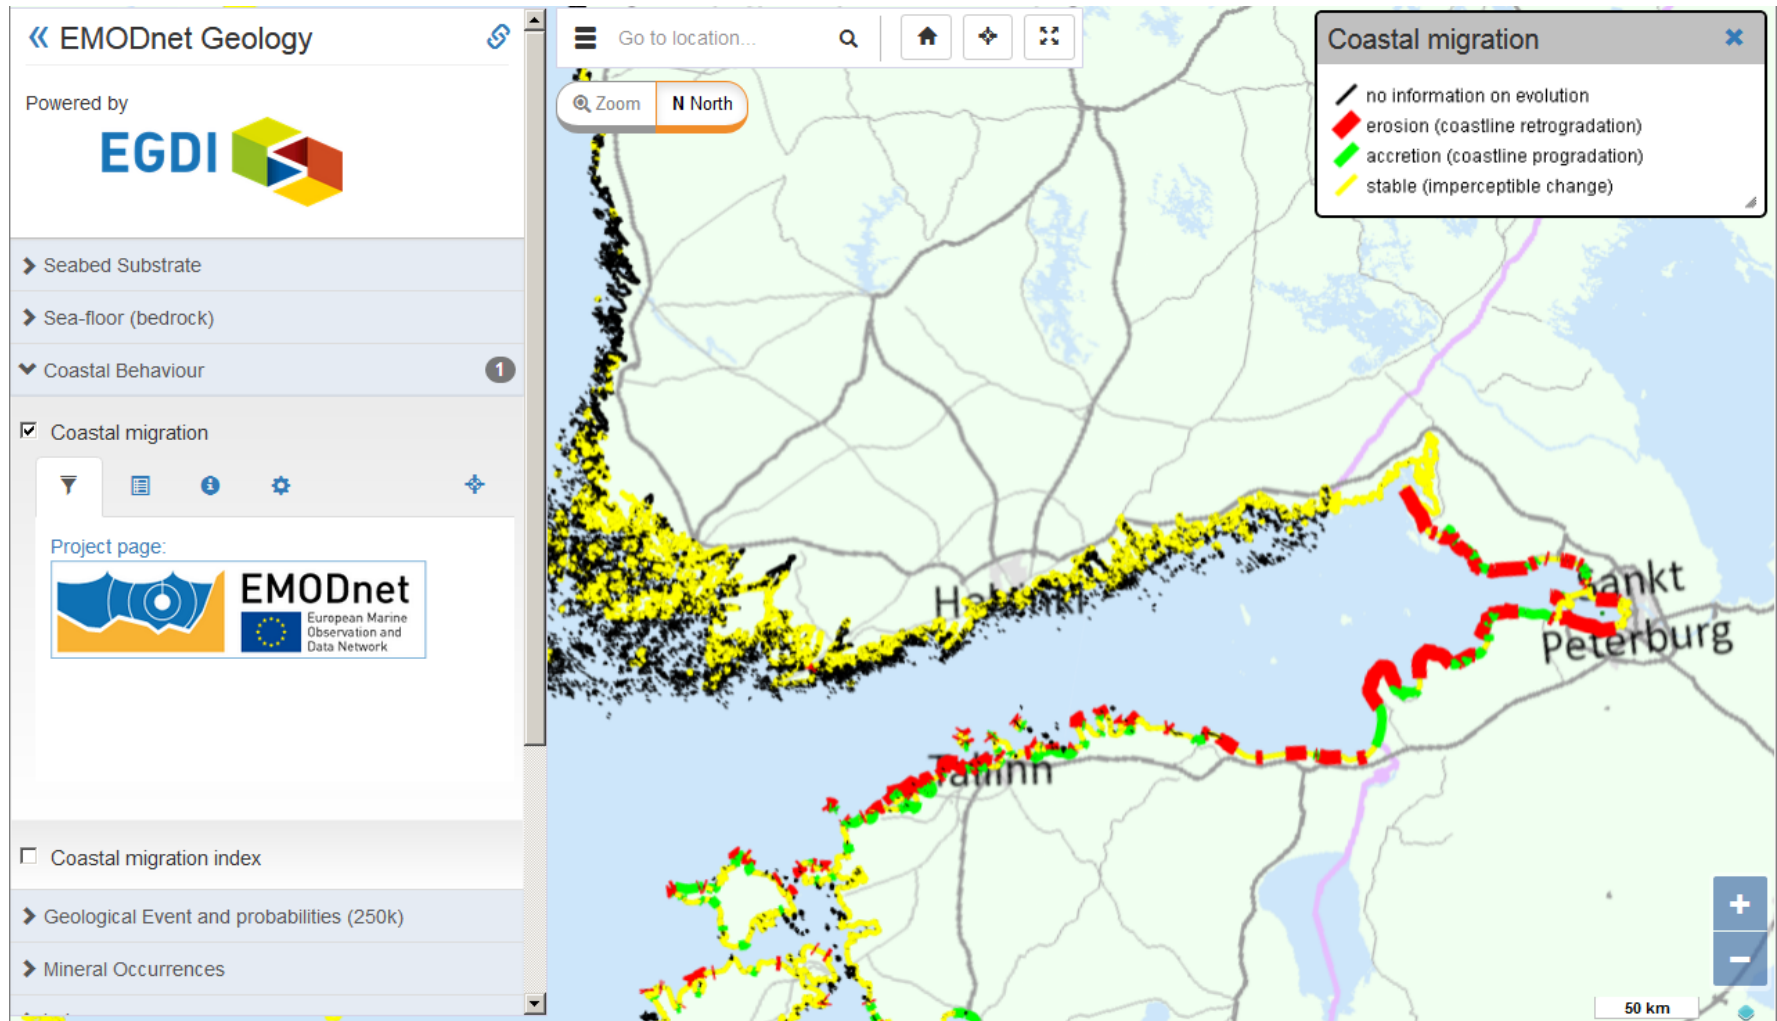 EMODnet Geology
Powered by
EGDI
Seabed Substrate
Sea-floor (bedrock)
Coastal Behaviour
1
Coastal migration
Project page:
EMODnet
European Marine
Observation and
Data Network
Coastal migration index
Geological Event and probabilities (250k)
Mineral Occurrences
Go to location...
Zoom
N North
Coastal migration
no information on evolution
erosion (coastline retrogradation)
accretion (coastline progradation)
stable (imperceptible change)
Helsinki
Sankt
Peterburg
Tallinn
+
−
50 km